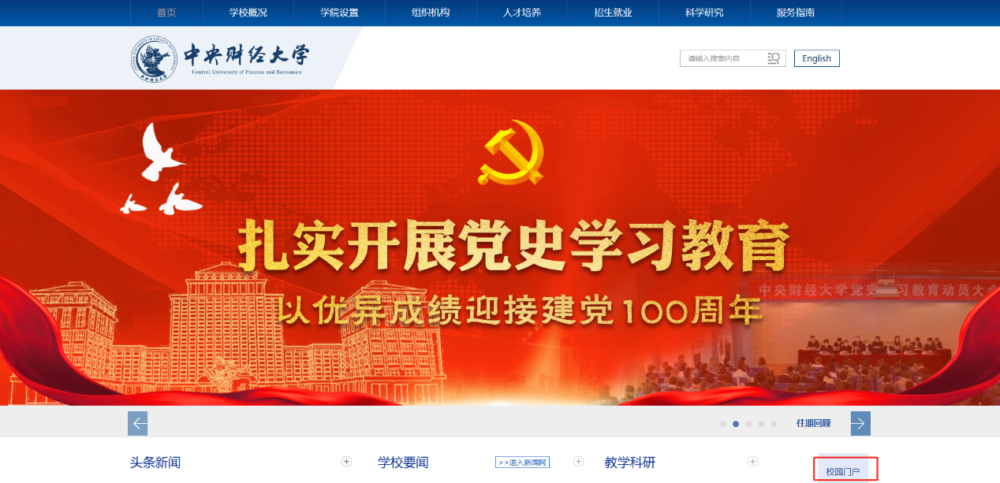 首页 学校概况 学院设置 组织机构 人才培养 招生就业 科学研究 服务指南
中央财经大学
Central University of Finance and Economics
请输入搜索内容
English
扎实开展党史学习教育
以优异成绩迎接建党100周年
中央财经大学党史 习教育动员大会
往期回顾
头条新闻 学校要闻 >>进入新闻网 教学科研
校园门户